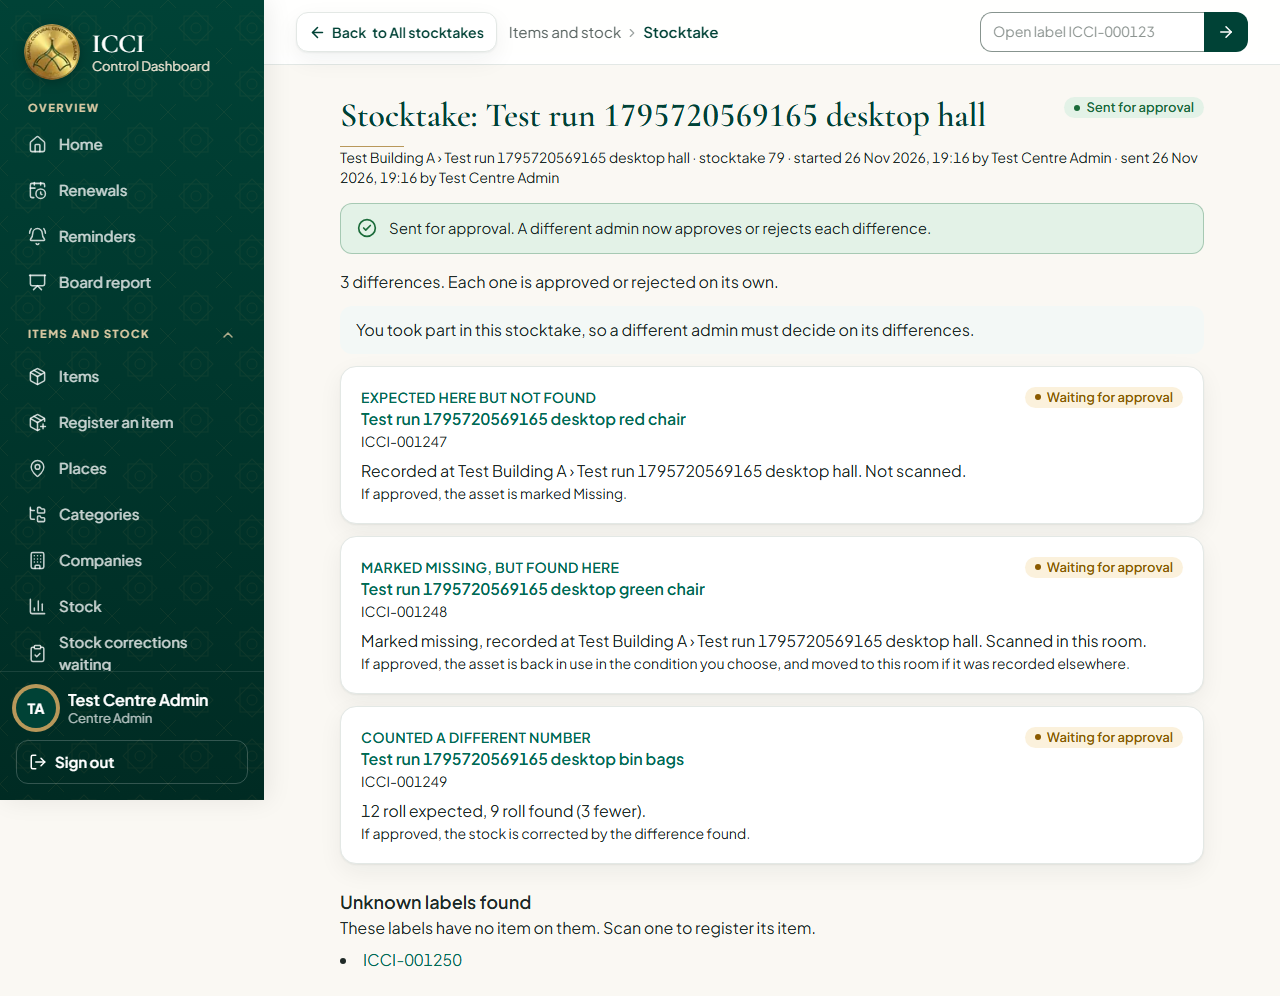 ICCI
Control Dashboard
OVERVIEW
Home
Renewals
Reminders
Board report
ITEMS AND STOCK
Items
Register an item
Places
Categories
Companies
Stock
Stock corrections
waiting
TA
Test Centre Admin
Centre Admin
Sign out
Back to All stocktakes
Items and stock › Stocktake
Open label ICCI-000123
Stocktake: Test run 1795720569165 desktop hall
Sent for approval
Test Building A › Test run 1795720569165 desktop hall · stocktake 79 · started 26 Nov 2026, 19:16 by Test Centre Admin · sent 26 Nov
2026, 19:16 by Test Centre Admin
Sent for approval. A different admin now approves or rejects each difference.
3 differences. Each one is approved or rejected on its own.
You took part in this stocktake, so a different admin must decide on its differences.
EXPECTED HERE BUT NOT FOUND
Waiting for approval
Test run 1795720569165 desktop red chair
ICCI-001247
Recorded at Test Building A › Test run 1795720569165 desktop hall. Not scanned.
If approved, the asset is marked Missing.
MARKED MISSING, BUT FOUND HERE
Waiting for approval
Test run 1795720569165 desktop green chair
ICCI-001248
Marked missing, recorded at Test Building A › Test run 1795720569165 desktop hall. Scanned in this room.
If approved, the asset is back in use in the condition you choose, and moved to this room if it was recorded elsewhere.
COUNTED A DIFFERENT NUMBER
Waiting for approval
Test run 1795720569165 desktop bin bags
ICCI-001249
12 roll expected, 9 roll found (3 fewer).
If approved, the stock is corrected by the difference found.
Unknown labels found
These labels have no item on them. Scan one to register its item.
ICCI-001250